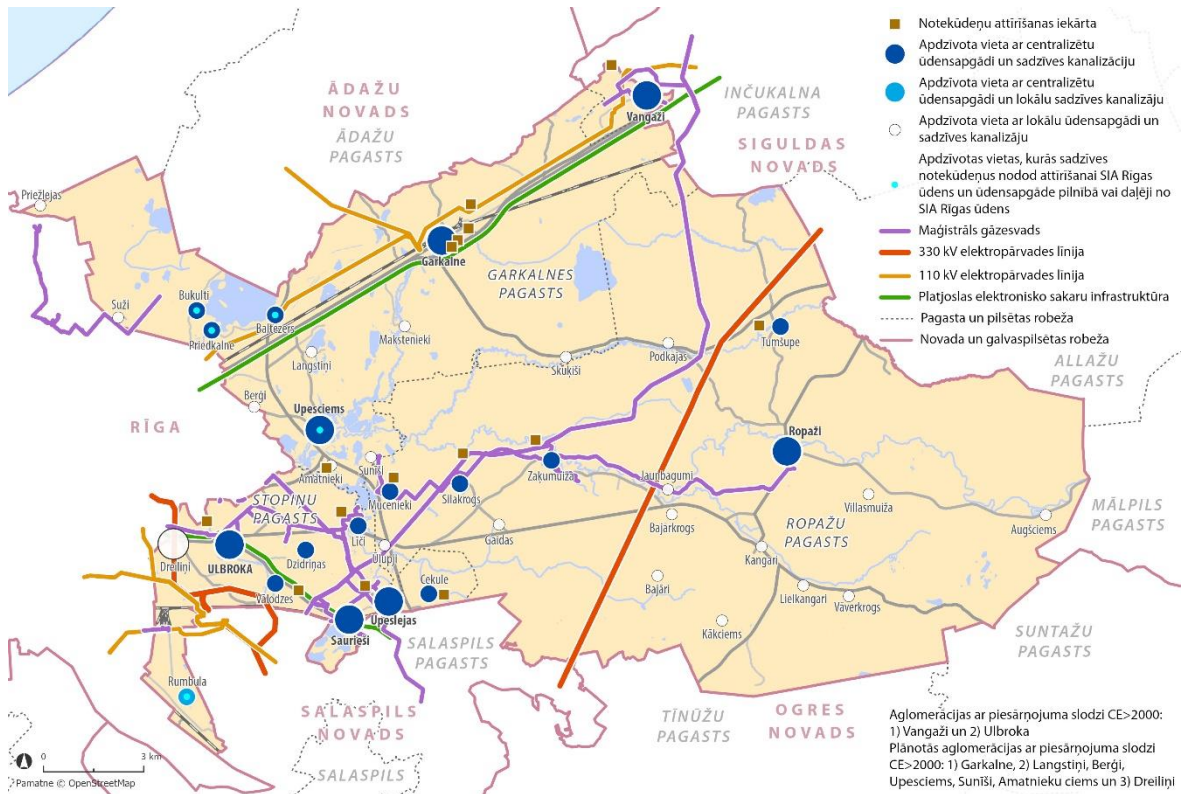 Notekūdeņu attīrīšanas iekārta
Apdzīvota vieta ar centralizētu
ūdensapgādi un sadzīves kanalizāciju
Apdzīvota vieta ar centralizētu
ūdensapgādi un lokālu sadzīves kanalizāju
Apdzīvota vieta ar lokālu ūdensapgādi un
sadzīves kanalizāju
Apdzīvotas vietas, kurās sadzīves
notekūdeņus nodod attīrīšanai SIA Rīgas
ūdens un ūdensapgāde pilnībā vai daļēji no
SIA Rīgas ūdens
Maģistrāls gāzesvads
330 kV elektropārvades līnija
110 kV elektropārvades līnija
Platjoslas elektronisko sakaru infrastruktūra
Pagasta un pilsētas robeža
Novada un galvaspilsētas robeža
ĀDAŽU
NOVADS
ĀDAŽU
PAGASTS
INČUKALNA
PAGASTS
Vangaži
SIGULDAS
NOVADS
Priežlejas
Garkalne
GARKALNES
PAGASTS
Suži
Bukulti
Baltezers
Priedkalne
Makstenieki
Langstiņi
Skuķīši
Podkājas
Tumšupe
ALLAŽU
PAGASTS
Berģi
RĪGA
Upesciems
Ropaži
Sunīši
Amatnieki
Mucenieki
Silakrogs
Zaķumuiža
Jaunbagumi
STOPIŅU
PAGASTS
Villasmuiža
MĀLPILS
PAGASTS
Augšciems
Bajārkrogs
ROPAŽU
PAGASTS
Līči
Gaidas
Dreiliņi
ULBROKA
Dzidriņas
Ulupji
Kangari
Vālodzes
Cekule
Bajāri
Lielkangari
Vāverkrogs
Upeslejas
Saurieši
Kākciems
SUNTAŽU
PAGASTS
SALASPILS
PAGASTS
Rumbula
SALASPILS
NOVADS
TĪNŪŽU
PAGASTS
OGRES
NOVADS
SALASPILS
0 3 km
Pamatne © OpenStreetMap
Aglomerācijas ar piesārņojuma slodzi CE>2000:
1) Vangaži un 2) Ulbroka
Plānotās aglomerācijas ar piesārņojuma slodzi
CE>2000: 1) Garkalne, 2) Langstiņi, Berģi,
Upesciems, Sunīši, Amatnieku ciems un 3) Dreiliņi